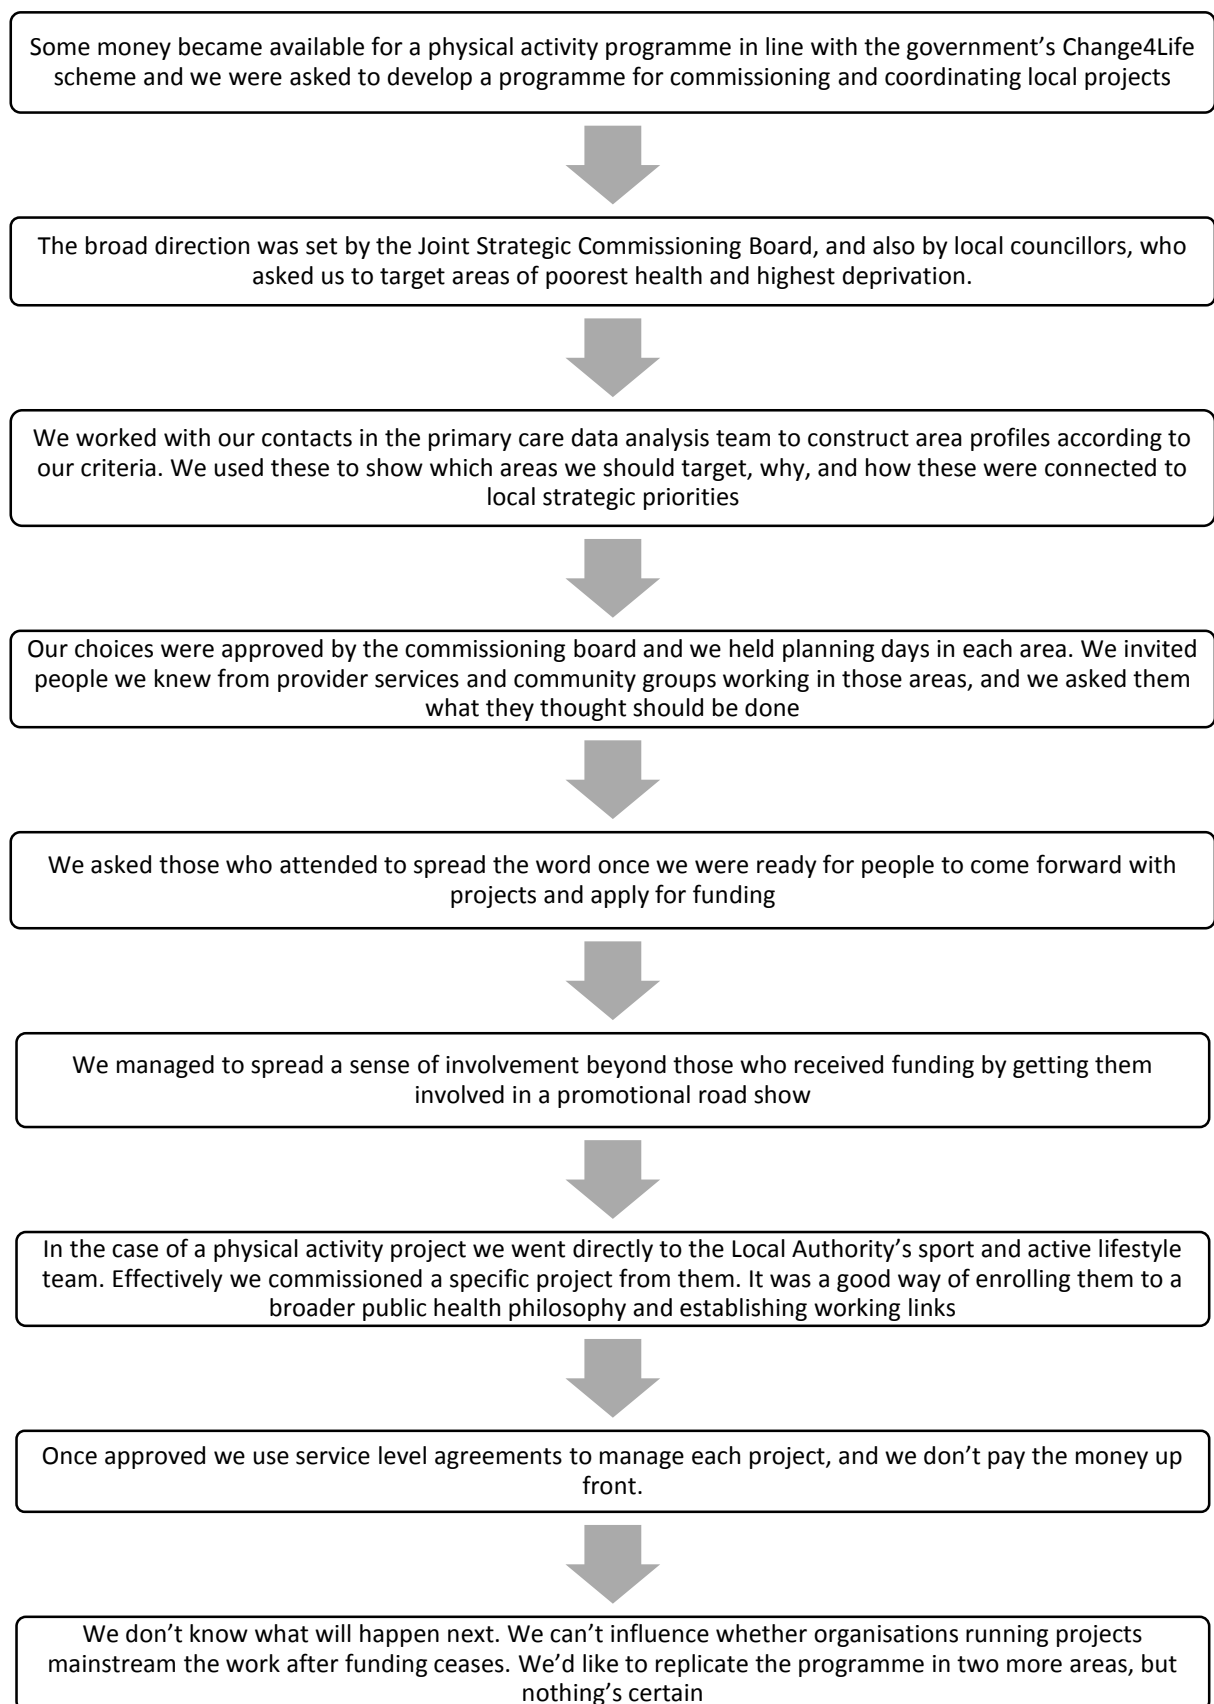 Some money became available for a physical activity programme in line with the government’s Change4Life
scheme and we were asked to develop a programme for commissioning and coordinating local projects
The broad direction was set by the Joint Strategic Commissioning Board, and also by local councillors, who
asked us to target areas of poorest health and highest deprivation.
We worked with our contacts in the primary care data analysis team to construct area profiles according to
our criteria. We used these to show which areas we should target, why, and how these were connected to
local strategic priorities
Our choices were approved by the commissioning board and we held planning days in each area. We invited
people we knew from provider services and community groups working in those areas, and we asked them
what they thought should be done
We asked those who attended to spread the word once we were ready for people to come forward with
projects and apply for funding
We managed to spread a sense of involvement beyond those who received funding by getting them
involved in a promotional road show
In the case of a physical activity project we went directly to the Local Authority’s sport and active lifestyle
team. Effectively we commissioned a specific project from them. It was a good way of enrolling them to a
broader public health philosophy and establishing working links
Once approved we use service level agreements to manage each project, and we don’t pay the money up
front.
We don’t know what will happen next. We can’t influence whether organisations running projects
mainstream the work after funding ceases. We’d like to replicate the programme in two more areas, but
nothing’s certain